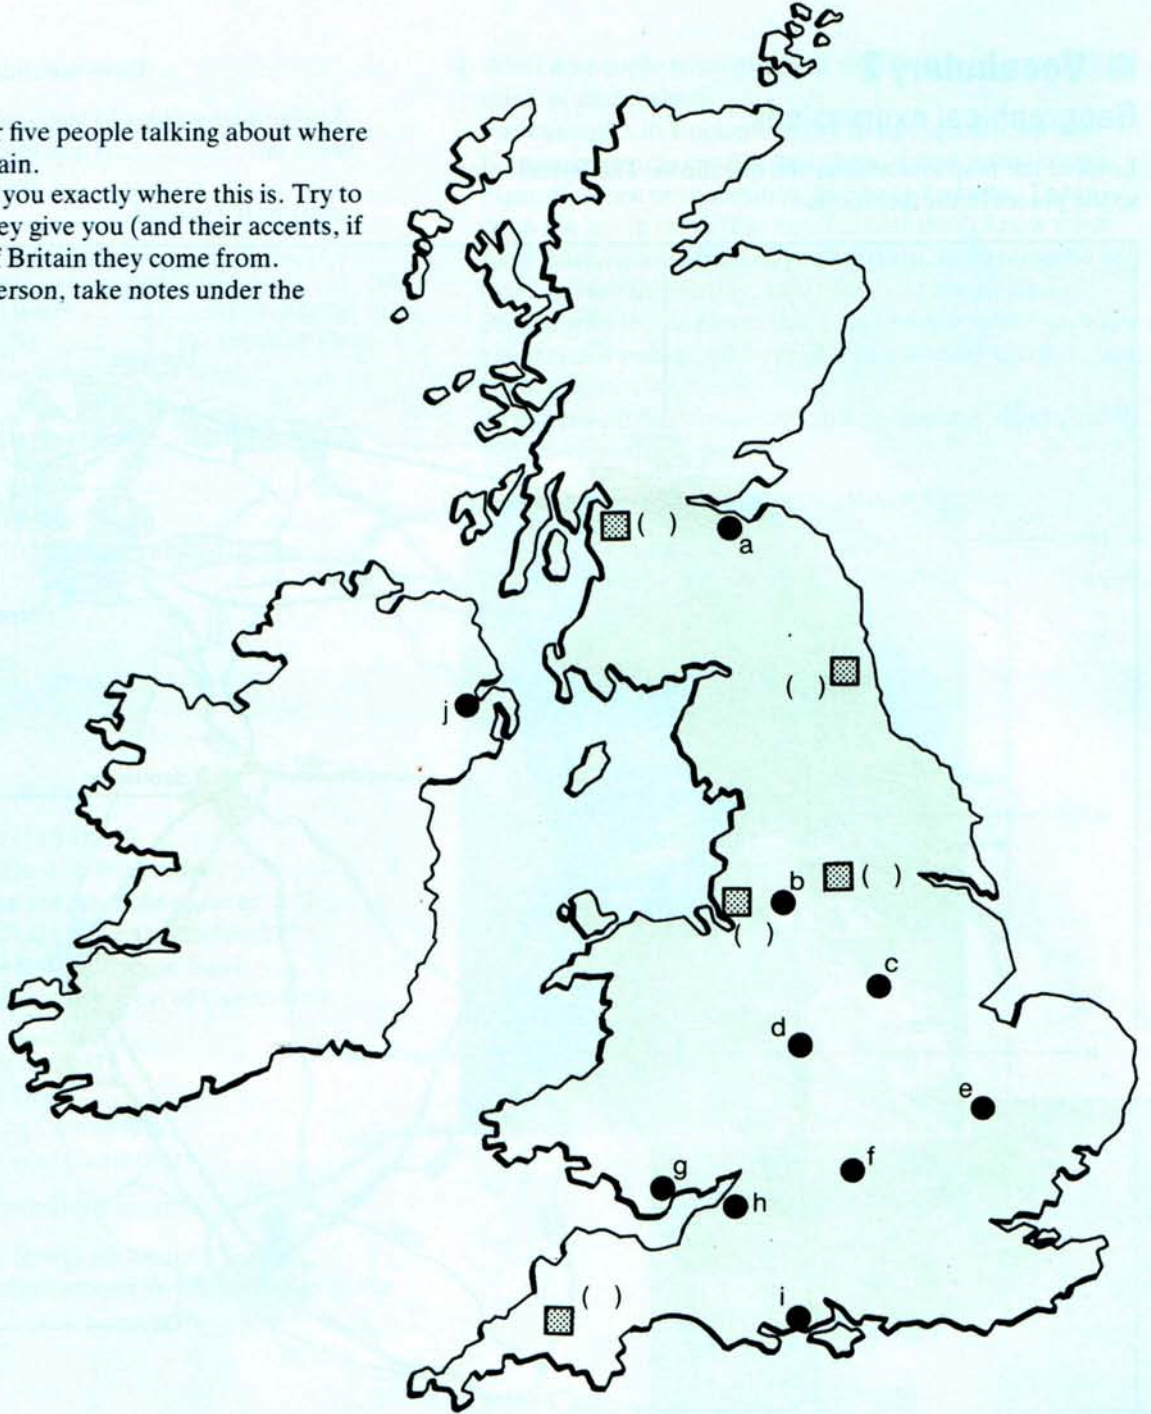 five people talking about where
ain.
you exactly where this is. Try to
ey give you (and their accents, if
f Britain they come from.
erson, take notes under the
( )
a
( )
j
b
( )
( )
c
d
e
f
g
h
( )
i